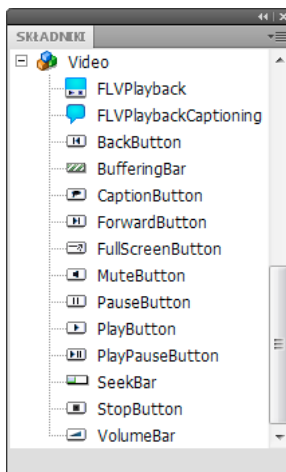 SKŁADNIKI
Video
FLVPlayback
FLVPlaybackCaptioning
BackButton
BufferingBar
CaptionButton
ForwardButton
FullScreenButton
MuteButton
PauseButton
PlayButton
PlayPauseButton
SeekBar
StopButton
VolumeBar